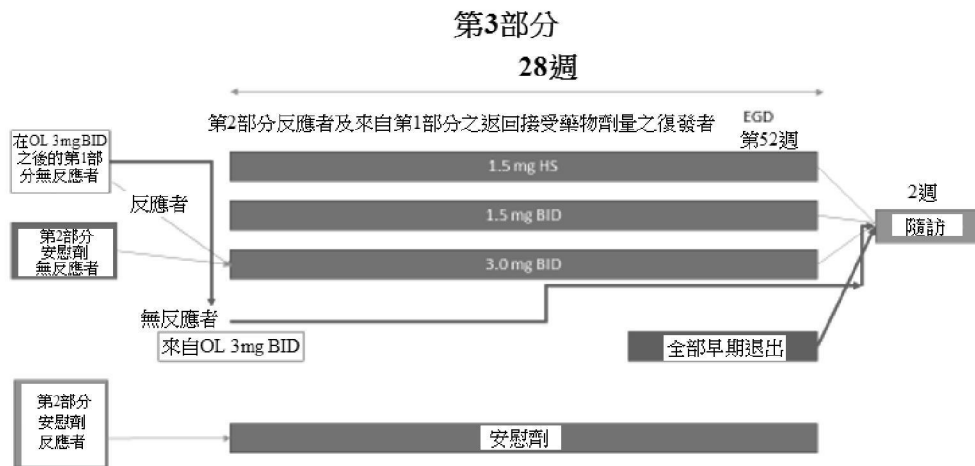 第3部分
28週
第2部分反應者及來自第1部分之返回接受藥物劑量之復發者
EGD
第52週
在OL 3mg BID
之後的第1部
分無反應者
1.5 mg HS
反應者
1.5 mg BID
2週
隨訪
第2部分
安慰劑
無反應者
3.0 mg BID
無反應者
來自OL 3mg BID
全部早期退出
第2部分
安慰劑
反應者
安慰劑